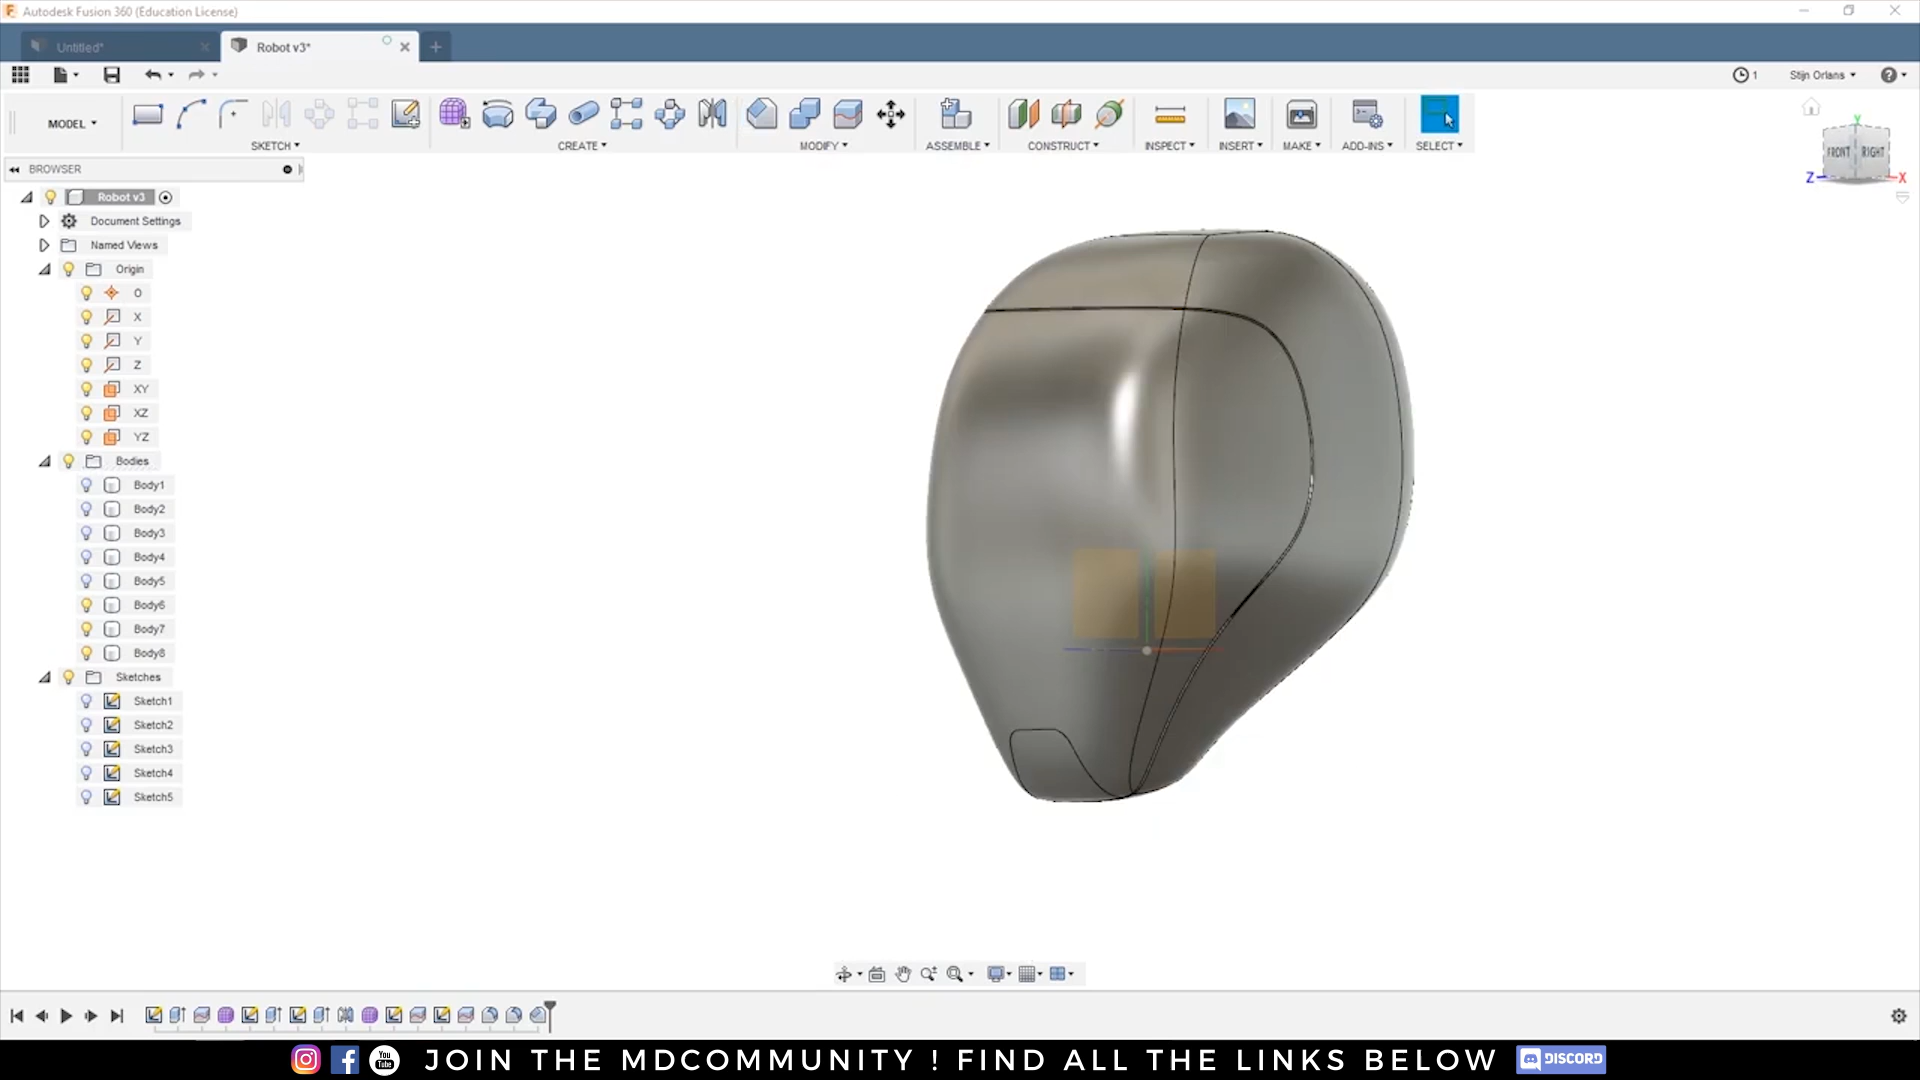 Autodesk Fusion 360 (Education License)
Untitled*
Robot v3*
1
Stijn Orlans
MODEL
SKETCH
CREATE
MODIFY
ASSEMBLE
CONSTRUCT
INSPECT
INSERT
MAKE
ADD-INS
SELECT
Y
FRONT
RIGHT
Z
X
BROWSER
Robot v3
Document Settings
Named Views
Origin
O
X
Y
Z
XY
XZ
YZ
Bodies
Body1
Body2
Body3
Body4
Body5
Body6
Body7
Body8
Sketches
Sketch1
Sketch2
Sketch3
Sketch4
Sketch5
You
Tube
JOIN THE MDCOMMUNITY ! FIND ALL THE LINKS BELOW
DISCORD